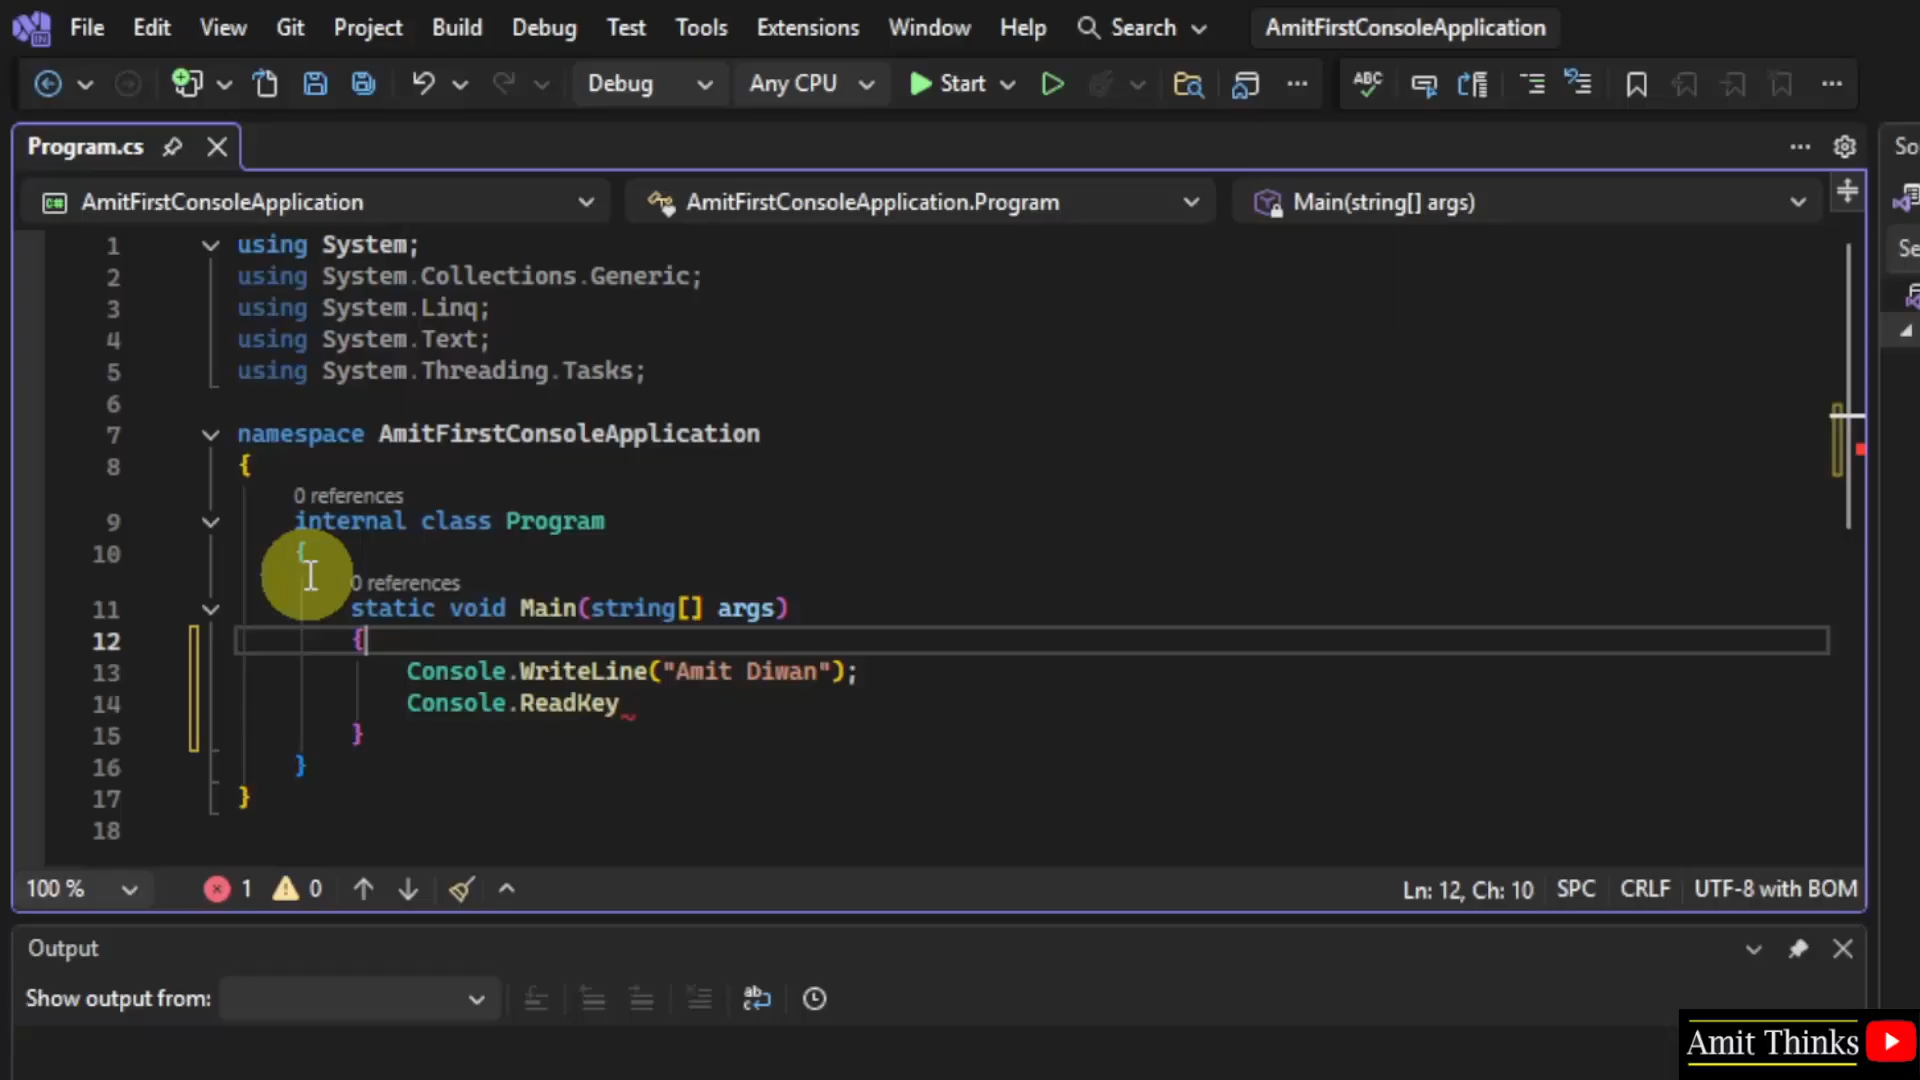 File Edit View Git Project Build Debug Test Tools Extensions Window Help Search AmitFirstConsoleApplication
Debug Any CPU Start
Program.cs
AmitFirstConsoleApplication AmitFirstConsoleApplication.Program Main(string[] args)
1 using System;
2 using System.Collections.Generic;
3 using System.Linq;
4 using System.Text;
5 using System.Threading.Tasks;
6
7 namespace AmitFirstConsoleApplication
8 {
0 references
9 internal class Program
10 {
0 references
11 static void Main(string[] args)
12 {
13 Console.WriteLine("Amit Diwan");
14 Console.ReadKey
15 }
16 }
17 }
18
100 % 1 0 Ln: 12, Ch: 10 SPC CRLF UTF-8 with BOM
Output
Show output from:
So
Se
Amit Thinks